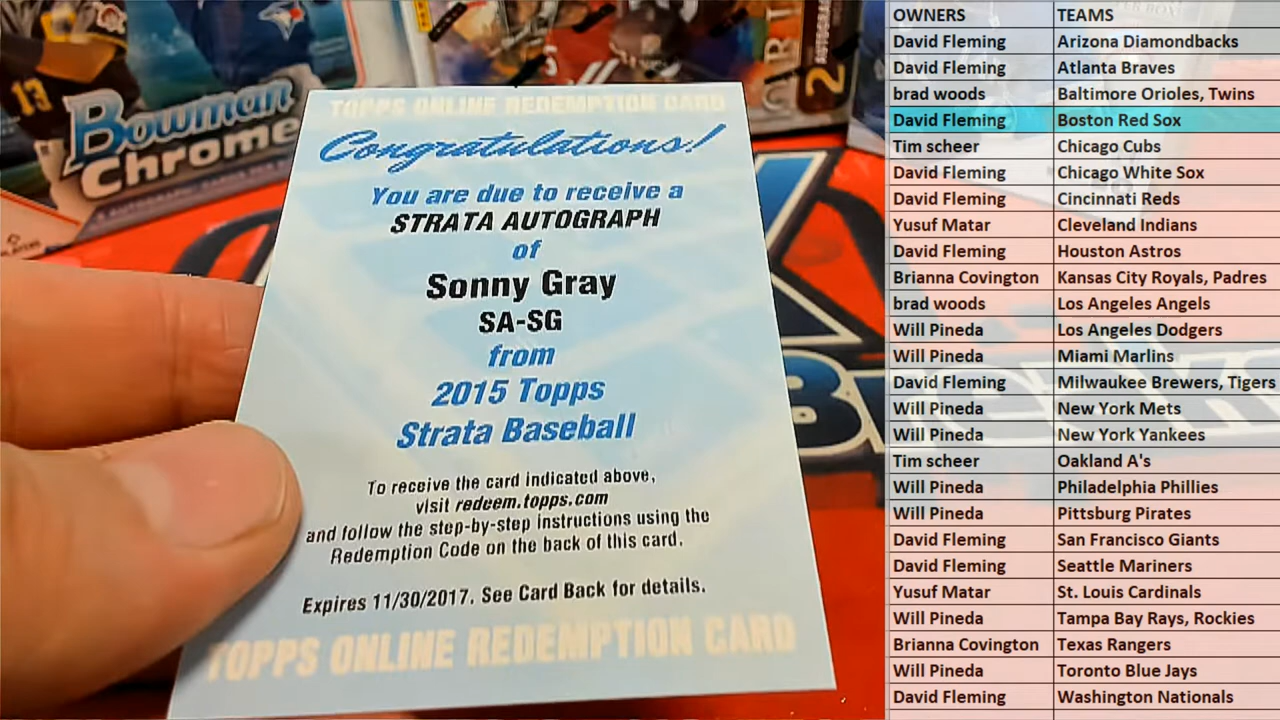 13
Bowman
Chrome
2
TOPPS ONLINE REDEMPTION CARD
Congratulations!
You are due to receive a
STRATA AUTOGRAPH
of
Sonny Gray
SA-SG
from
2015 Topps
Strata Baseball
To receive the card indicated above,
visit redeem.topps.com
and follow the step-by-step instructions using the
Redemption Code on the back of this card.
Expires 11/30/2017. See Card Back for details.
TOPPS ONLINE REDEMPTION CARD
OWNERS TEAMS
David Fleming Arizona Diamondbacks
David Fleming Atlanta Braves
brad woods Baltimore Orioles, Twins
David Fleming Boston Red Sox
Tim scheer Chicago Cubs
David Fleming Chicago White Sox
David Fleming Cincinnati Reds
Yusuf Matar Cleveland Indians
David Fleming Houston Astros
Brianna Covington Kansas City Royals, Padres
brad woods Los Angeles Angels
Will Pineda Los Angeles Dodgers
Will Pineda Miami Marlins
David Fleming Milwaukee Brewers, Tigers
Will Pineda New York Mets
Will Pineda New York Yankees
Tim scheer Oakland A's
Will Pineda Philadelphia Phillies
Will Pineda Pittsburg Pirates
David Fleming San Francisco Giants
David Fleming Seattle Mariners
Yusuf Matar St. Louis Cardinals
Will Pineda Tampa Bay Rays, Rockies
Brianna Covington Texas Rangers
Will Pineda Toronto Blue Jays
David Fleming Washington Nationals